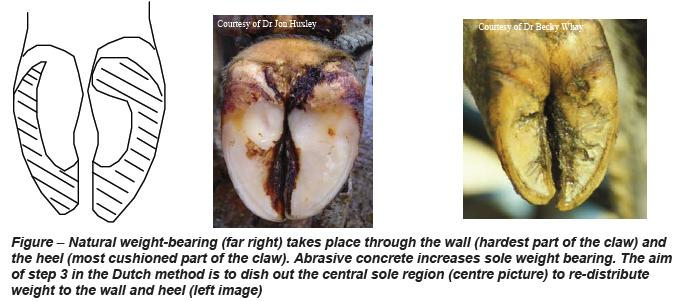 Courtesy of Dr Jon Huxley
Courtesy of Dr Becky Whay
Figure – Natural weight-bearing (far right) takes place through the wall (hardest part of the claw) and
the heel (most cushioned part of the claw). Abrasive concrete increases sole weight bearing. The aim
of step 3 in the Dutch method is to dish out the central sole region (centre picture) to re-distribute
weight to the wall and heel (left image)